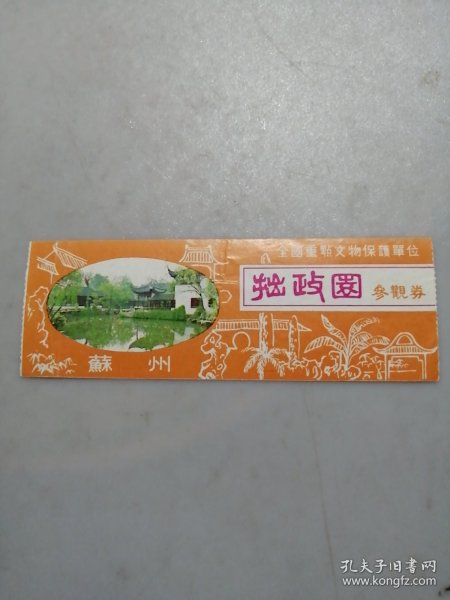 全國重點文物保護單位
拙政園
參觀券
蘇州
孔夫子旧书网
www.kongfz.com